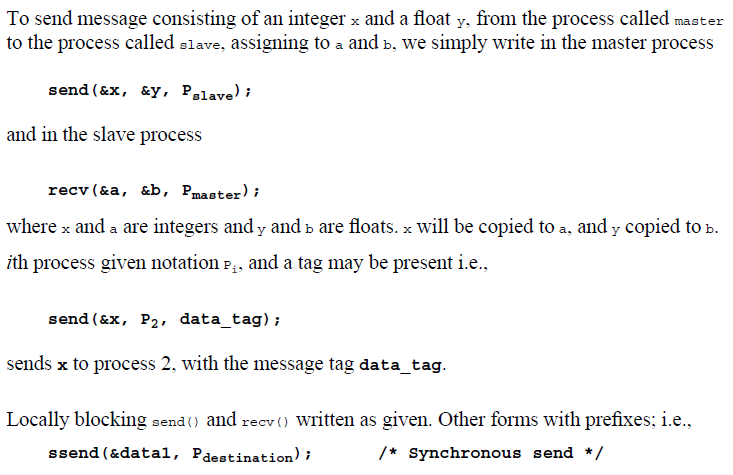 To send message consisting of an integer x and a float y, from the process called master
to the process called slave, assigning to a and b, we simply write in the master process
send(&x, &y, Pslave);
and in the slave process
recv(&a, &b, Pmaster);
where x and a are integers and y and b are floats. x will be copied to a, and y copied to b.
ith process given notation Pi, and a tag may be present i.e.,
send(&x, P2, data_tag);
sends x to process 2, with the message tag data_tag.
Locally blocking send() and recv() written as given. Other forms with prefixes; i.e.,
ssend(&data1, Pdestination); /* Synchronous send */